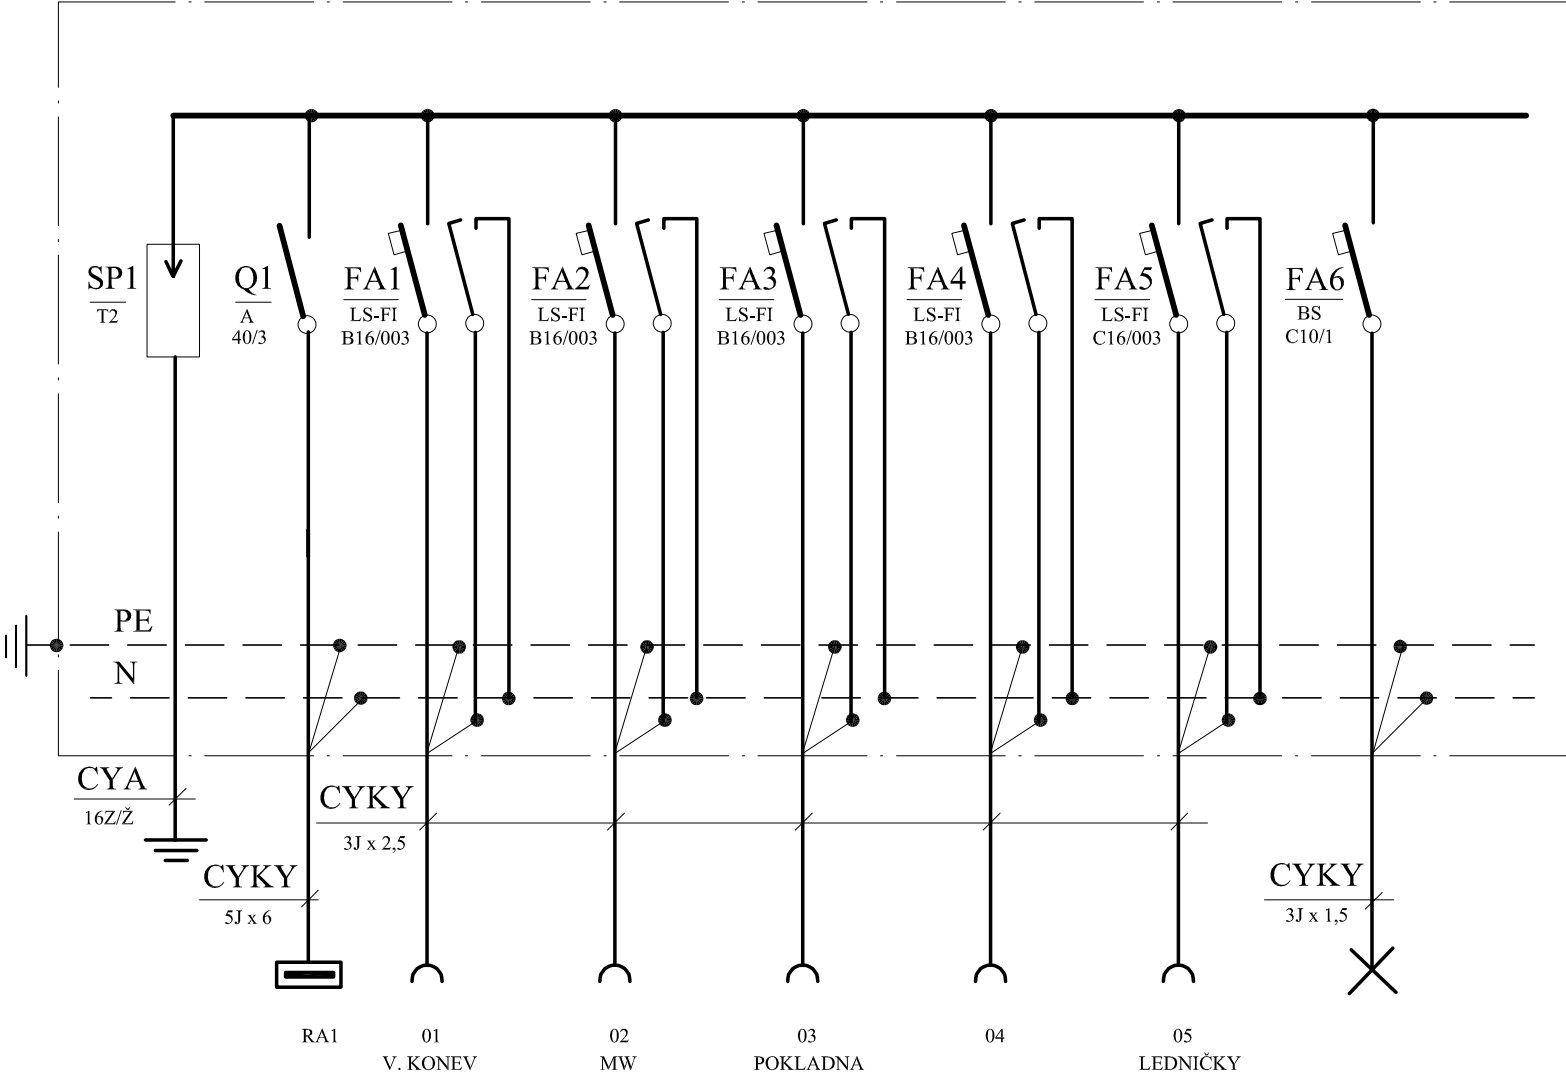 SP1
T2
Q1
A
40/3
FA1
LS-FI
B16/003
FA2
LS-FI
B16/003
FA3
LS-FI
B16/003
FA4
LS-FI
B16/003
FA5
LS-FI
C16/003
FA6
BS
C10/1
PE
N
CYA
16Z/Ž
CYKY
3J x 2,5
CYKY
5J x 6
CYKY
3J x 1,5
RA1
01
V. KONEV
02
MW
03
POKLADNA
04
05
LEDNIČKY